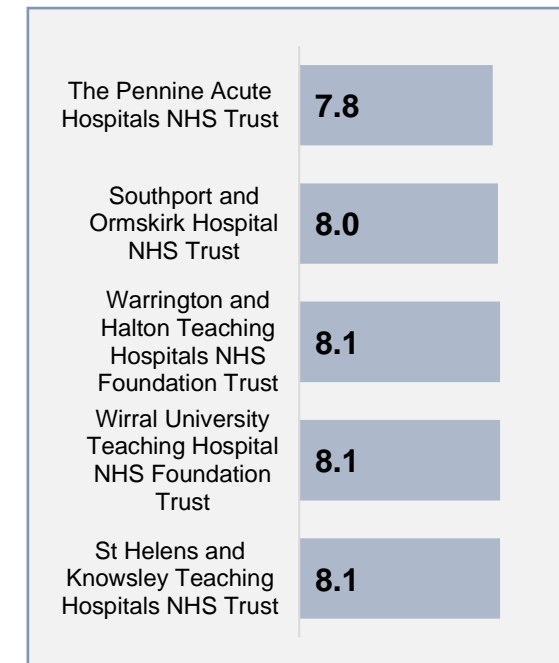 The Pennine Acute
Hospitals NHS Trust
7.8
Southport and
Ormskirk Hospital
NHS Trust
8.0
Warrington and
Halton Teaching
Hospitals NHS
Foundation Trust
8.1
Wirral University
Teaching Hospital
NHS Foundation
Trust
8.1
St Helens and
Knowsley Teaching
Hospitals NHS Trust
8.1